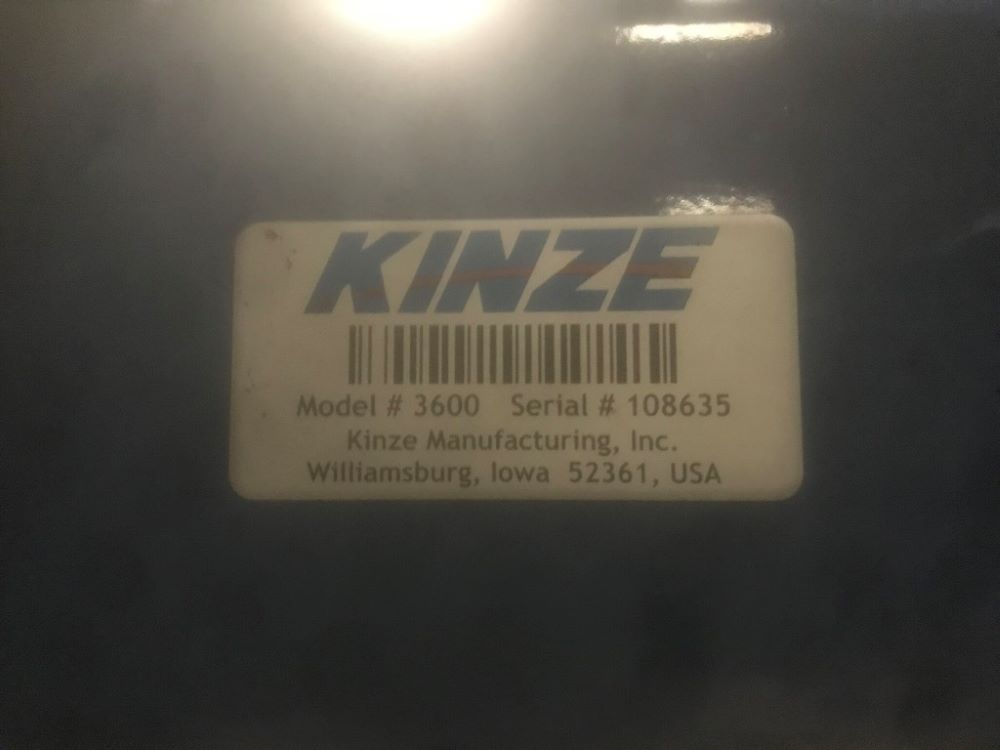 KINZE
Model # 3600 Serial # 108635
Kinze Manufacturing, Inc.
Williamsburg, Iowa 52361, USA